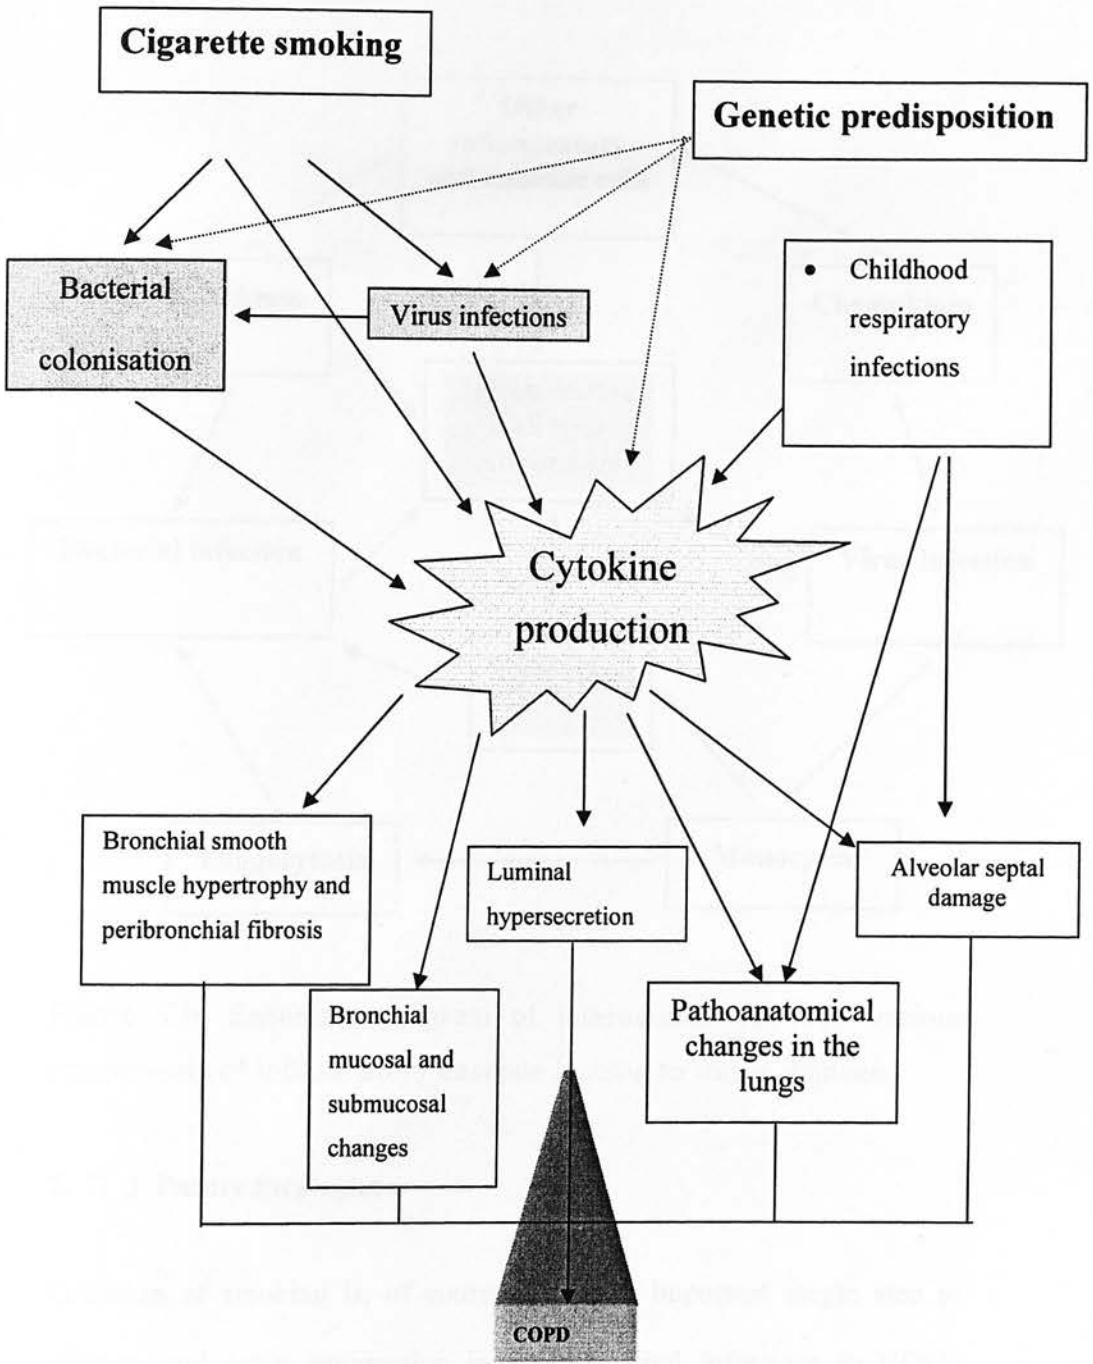 Cigarette smoking
Genetic predisposition
Bacterial
colonisation
Virus infections
• Childhood
respiratory
infections
Cytokine
production
Bronchial smooth
muscle hypertrophy and
peribronchial fibrosis
Luminal
hypersecretion
Alveolar septal
damage
Bronchial
mucosal and
submucosal
changes
Pathoanatomical
changes in the
lungs
COPD